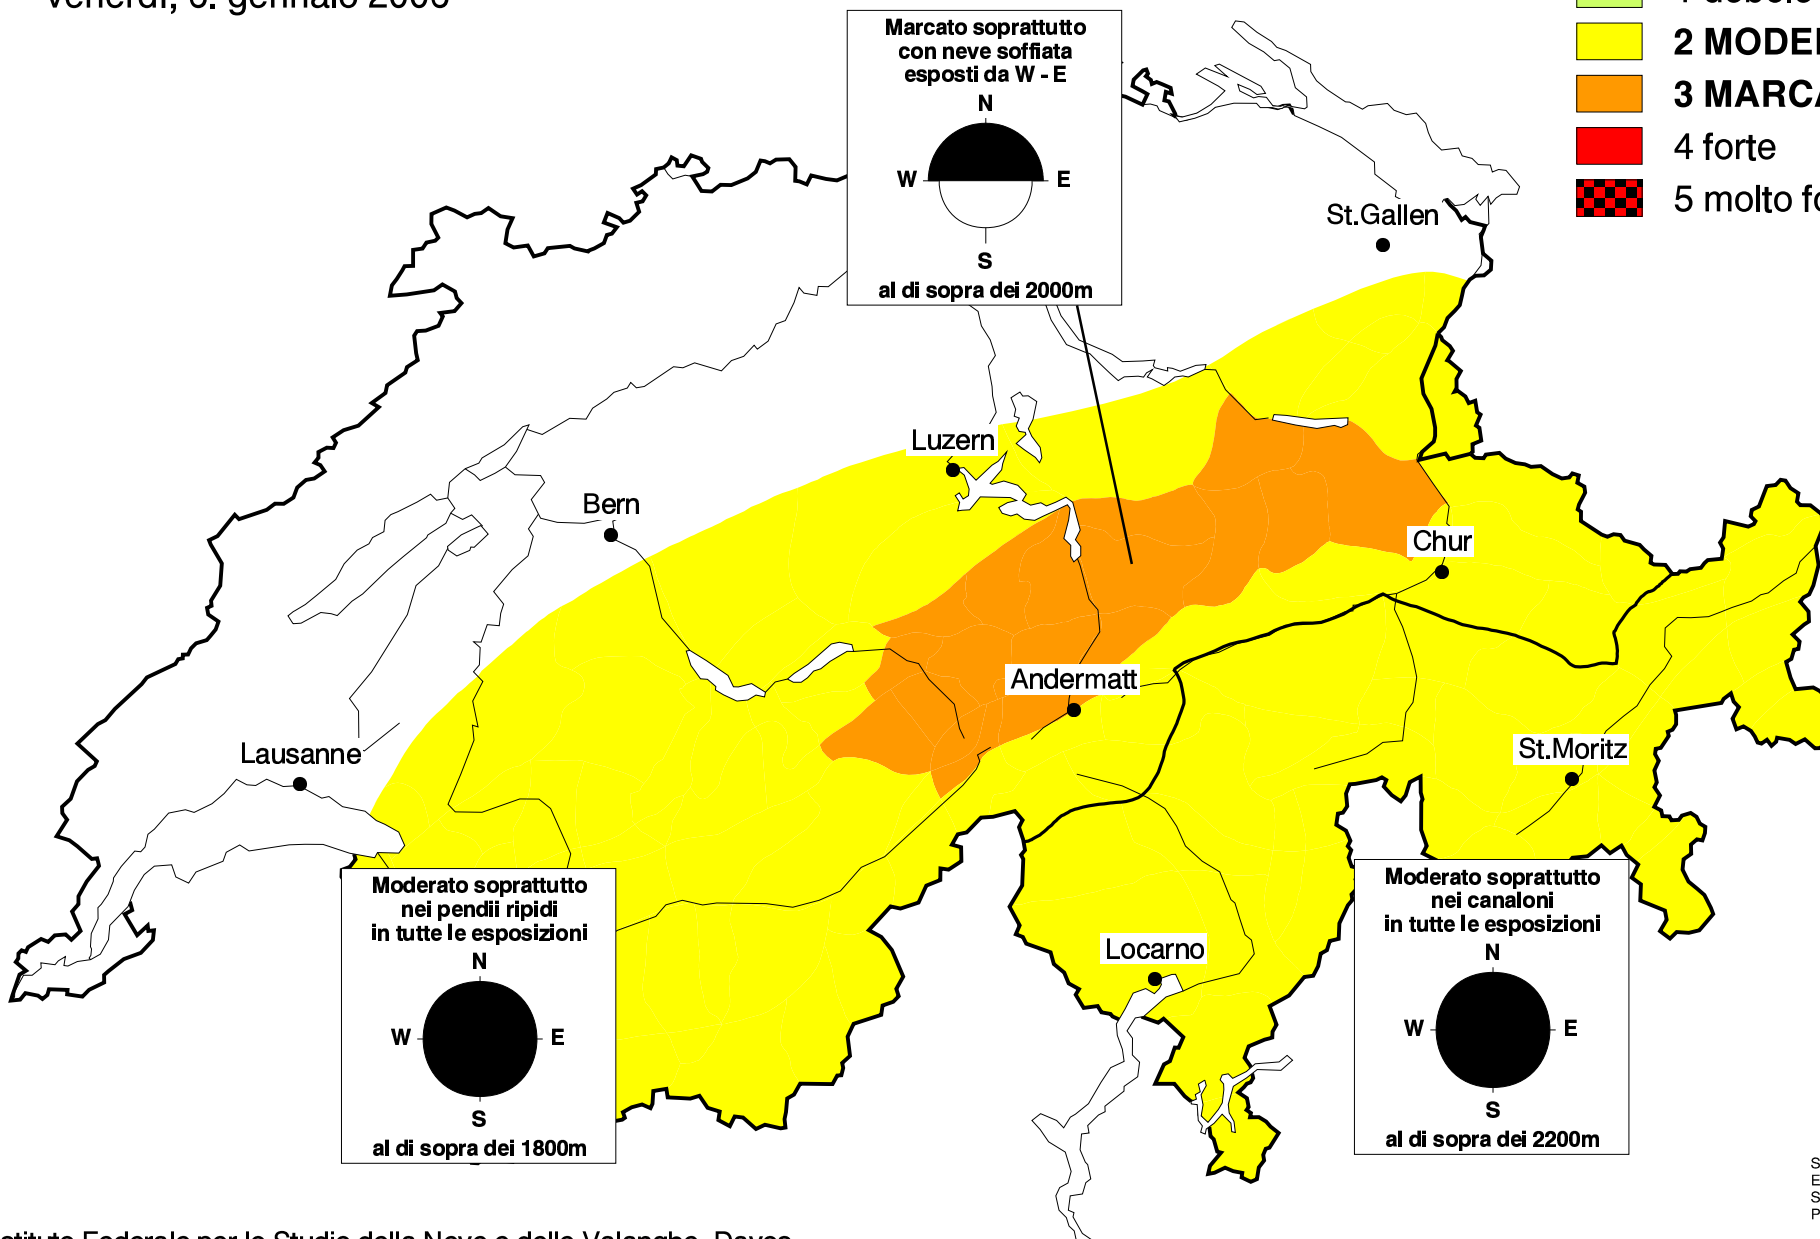 Marcato soprattutto
con neve soffiata
esposti da W - E
N
W E
S
al di sopra dei 2000m
2
3
4 forte
5 molto
St.Gallen
Luzern
Bern
Chur
Andermatt
Lausanne
St.Moritz
Locarno
Moderato soprattutto
nei pendii ripidi
in tutte le esposizioni
N
W E
S
al di sopra dei 1800m
Moderato soprattutto
nei canaloni
in tutte le esposizioni
N
W E
S
al di sopra dei 2200m